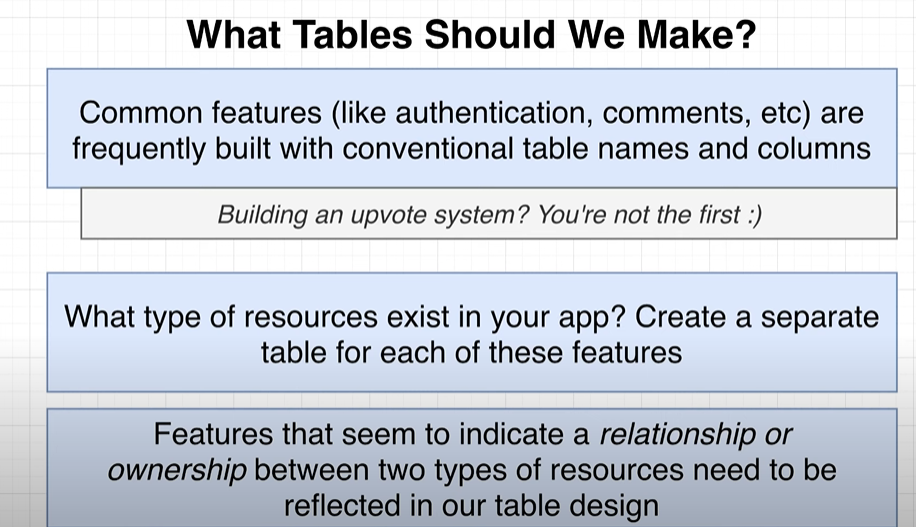 What Tables Should We Make?
Common features (like authentication, comments, etc) are
frequently built with conventional table names and columns
Building an upvote system? You're not the first :)
What type of resources exist in your app? Create a separate
table for each of these features
Features that seem to indicate a relationship or
ownership between two types of resources need to be
reflected in our table design